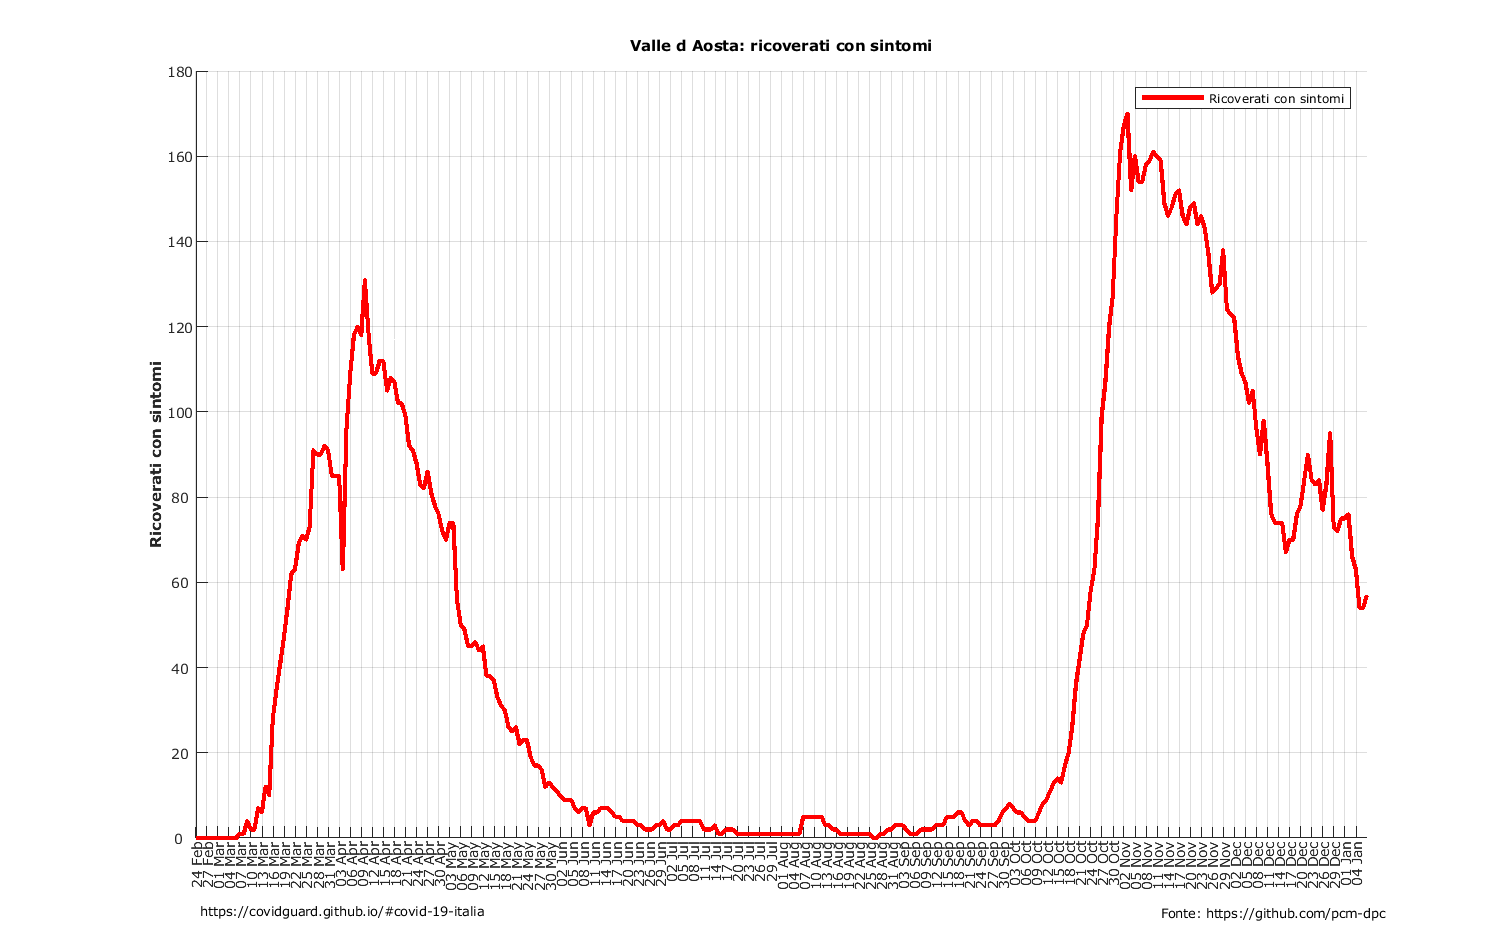 Valle d Aosta: ricoverati con sintomi
Ricoverati con sintomi
Ricoverati con sintomi
180
160
140
120
100
80
60
40
20
0
24 Feb
27 Feb
01 Mar
04 Mar
07 Mar
10 Mar
13 Mar
16 Mar
19 Mar
22 Mar
25 Mar
28 Mar
31 Mar
03 Apr
06 Apr
09 Apr
12 Apr
15 Apr
18 Apr
21 Apr
24 Apr
27 Apr
30 Apr
03 May
06 May
09 May
12 May
15 May
18 May
21 May
24 May
27 May
30 May
02 Jun
05 Jun
08 Jun
11 Jun
14 Jun
17 Jun
20 Jun
23 Jun
26 Jun
29 Jun
02 Jul
05 Jul
08 Jul
11 Jul
14 Jul
17 Jul
20 Jul
23 Jul
26 Jul
29 Jul
01 Aug
04 Aug
07 Aug
10 Aug
13 Aug
16 Aug
19 Aug
22 Aug
25 Aug
28 Aug
31 Aug
03 Sep
06 Sep
09 Sep
12 Sep
15 Sep
18 Sep
21 Sep
24 Sep
27 Sep
30 Sep
03 Oct
06 Oct
09 Oct
12 Oct
15 Oct
18 Oct
21 Oct
24 Oct
27 Oct
30 Oct
02 Nov
05 Nov
08 Nov
11 Nov
14 Nov
17 Nov
20 Nov
23 Nov
26 Nov
29 Nov
02 Dec
05 Dec
08 Dec
11 Dec
14 Dec
17 Dec
20 Dec
23 Dec
26 Dec
29 Dec
01 Jan
04 Jan
https://covidguard.github.io/#covid-19-italia
Fonte: https://github.com/pcm-dpc